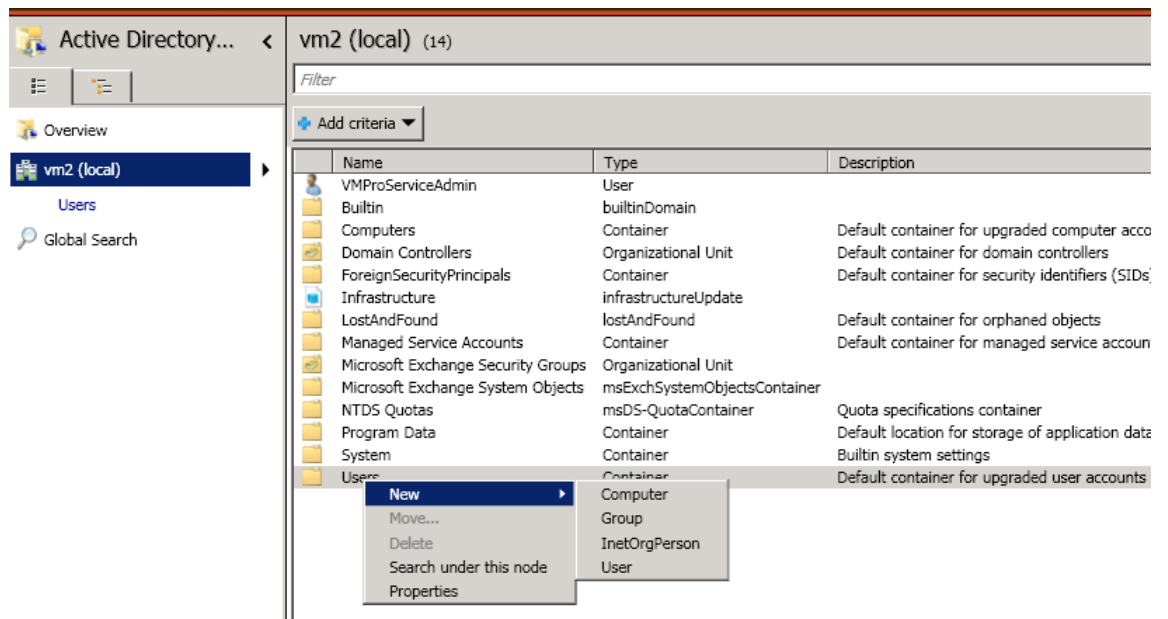 Active Directory...
vm2 (local) (14)
Filter
Add criteria
Overview
vm2 (local)
Users
Global Search
Name Type Description
VMProServiceAdmin User
Builtin builtinDomain
Computers Container Default container for upgraded computer acco
Domain Controllers Organizational Unit Default container for domain controllers
ForeignSecurityPrincipals Container Default container for security identifiers (SIDs)
Infrastructure infrastructureUpdate
LostAndFound lostAndFound Default container for orphaned objects
Managed Service Accounts Container Default container for managed service accoun
Microsoft Exchange Security Groups Organizational Unit
Microsoft Exchange System Objects msExchSystemObjectsContainer
NTDS Quotas msDS-QuotaContainer Quota specifications container
Program Data Container Default location for storage of application data
System Container Builtin system settings
Users Container Default container for upgraded user accounts
New
Move...
Delete
Search under this node
Properties
Computer
Group
InetOrgPerson
User